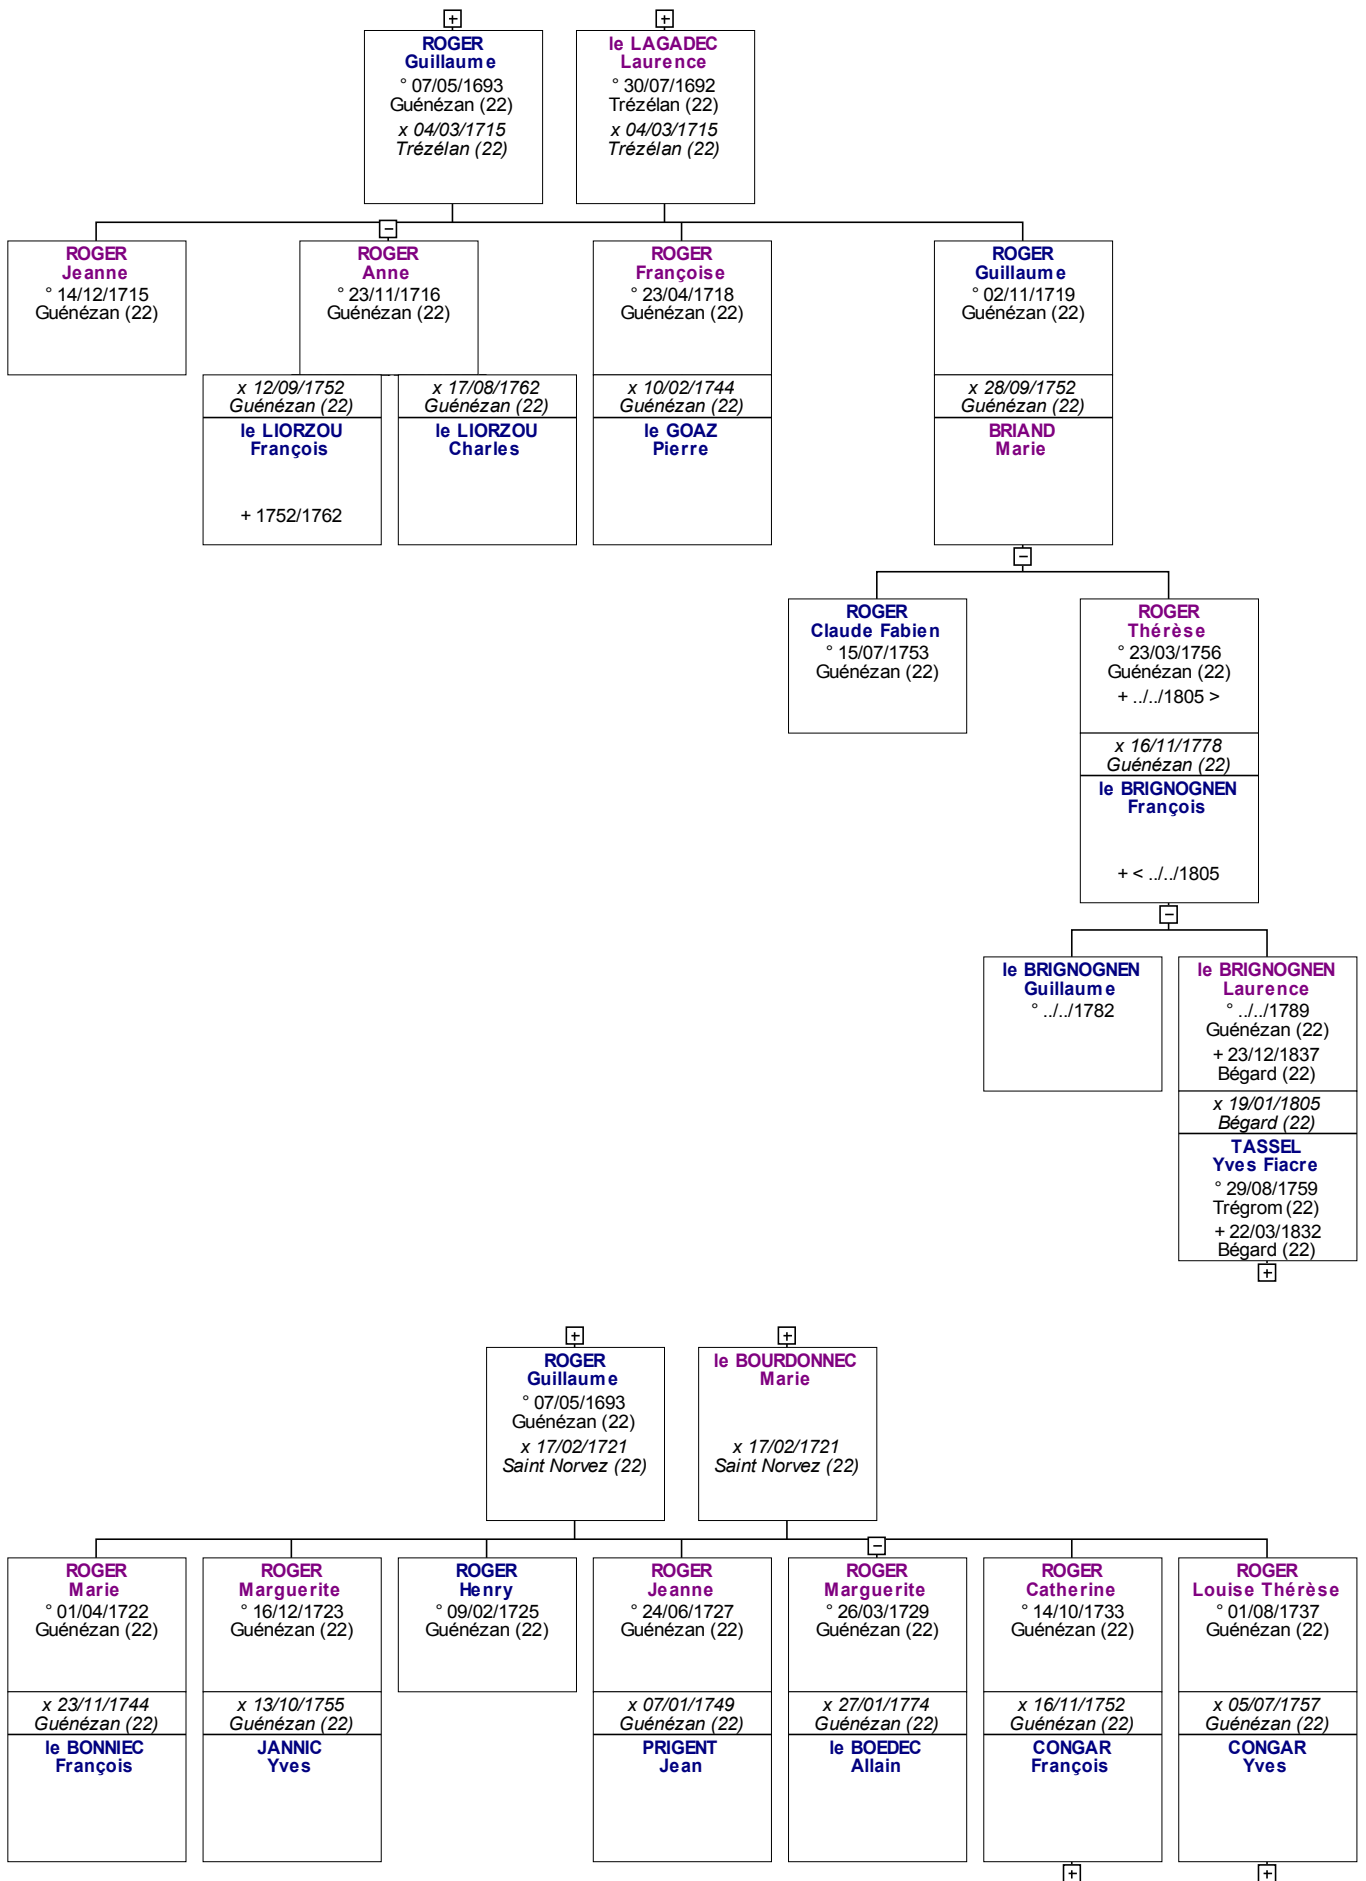 ROGER
Guillaume
° 07/05/1693
Guénézan (22)
x 04/03/1715
Trézélan (22)
le LAGADEC
Laurence
° 30/07/1692
Trézélan (22)
x 04/03/1715
Trézélan (22)
ROGER
Jeanne
° 14/12/1715
Guénézan (22)
ROGER
Anne
° 23/11/1716
Guénézan (22)
x 12/09/1752
Guénézan (22)
le LIORZOU
François
+ 1752/1762
x 17/08/1762
Guénézan (22)
le LIORZOU
Charles
ROGER
Françoise
° 23/04/1718
Guénézan (22)
x 10/02/1744
Guénézan (22)
le GOAZ
Pierre
ROGER
Guillaume
° 02/11/1719
Guénézan (22)
x 28/09/1752
Guénézan (22)
BRIAND
Marie
ROGER
Claude Fabien
° 15/07/1753
Guénézan (22)
ROGER
Thérèse
° 23/03/1756
Guénézan (22)
+ ../../1805 >
x 16/11/1778
Guénézan (22)
le BRIGNOGNEN
François
+ < ../../1805
le BRIGNOGNEN
Guillaume
° ../../1782
le BRIGNOGNEN
Laurence
° ../../1789
Guénézan (22)
+ 23/12/1837
Bégard (22)
x 19/01/1805
Bégard (22)
TASSEL
Yves Fiacre
° 29/08/1759
Trégrom (22)
+ 22/03/1832
Bégard (22)
ROGER
Guillaume
° 07/05/1693
Guénézan (22)
x 17/02/1721
Saint Norvez (22)
le BOURDONNEC
Marie
x 17/02/1721
Saint Norvez (22)
ROGER
Marie
° 01/04/1722
Guénézan (22)
x 23/11/1744
Guénézan (22)
le BONNIEC
François
ROGER
Marguerite
° 16/12/1723
Guénézan (22)
x 13/10/1755
Guénézan (22)
JANNIC
Yves
ROGER
Henry
° 09/02/1725
Guénézan (22)
ROGER
Jeanne
° 24/06/1727
Guénézan (22)
x 07/01/1749
Guénézan (22)
PRIGENT
Jean
ROGER
Marguerite
° 26/03/1729
Guénézan (22)
x 27/01/1774
Guénézan (22)
le BOEDEC
Allain
ROGER
Catherine
° 14/10/1733
Guénézan (22)
x 16/11/1752
Guénézan (22)
CONGAR
François
ROGER
Louise Thérèse
° 01/08/1737
Guénézan (22)
x 05/07/1757
Guénézan (22)
CONGAR
Yves